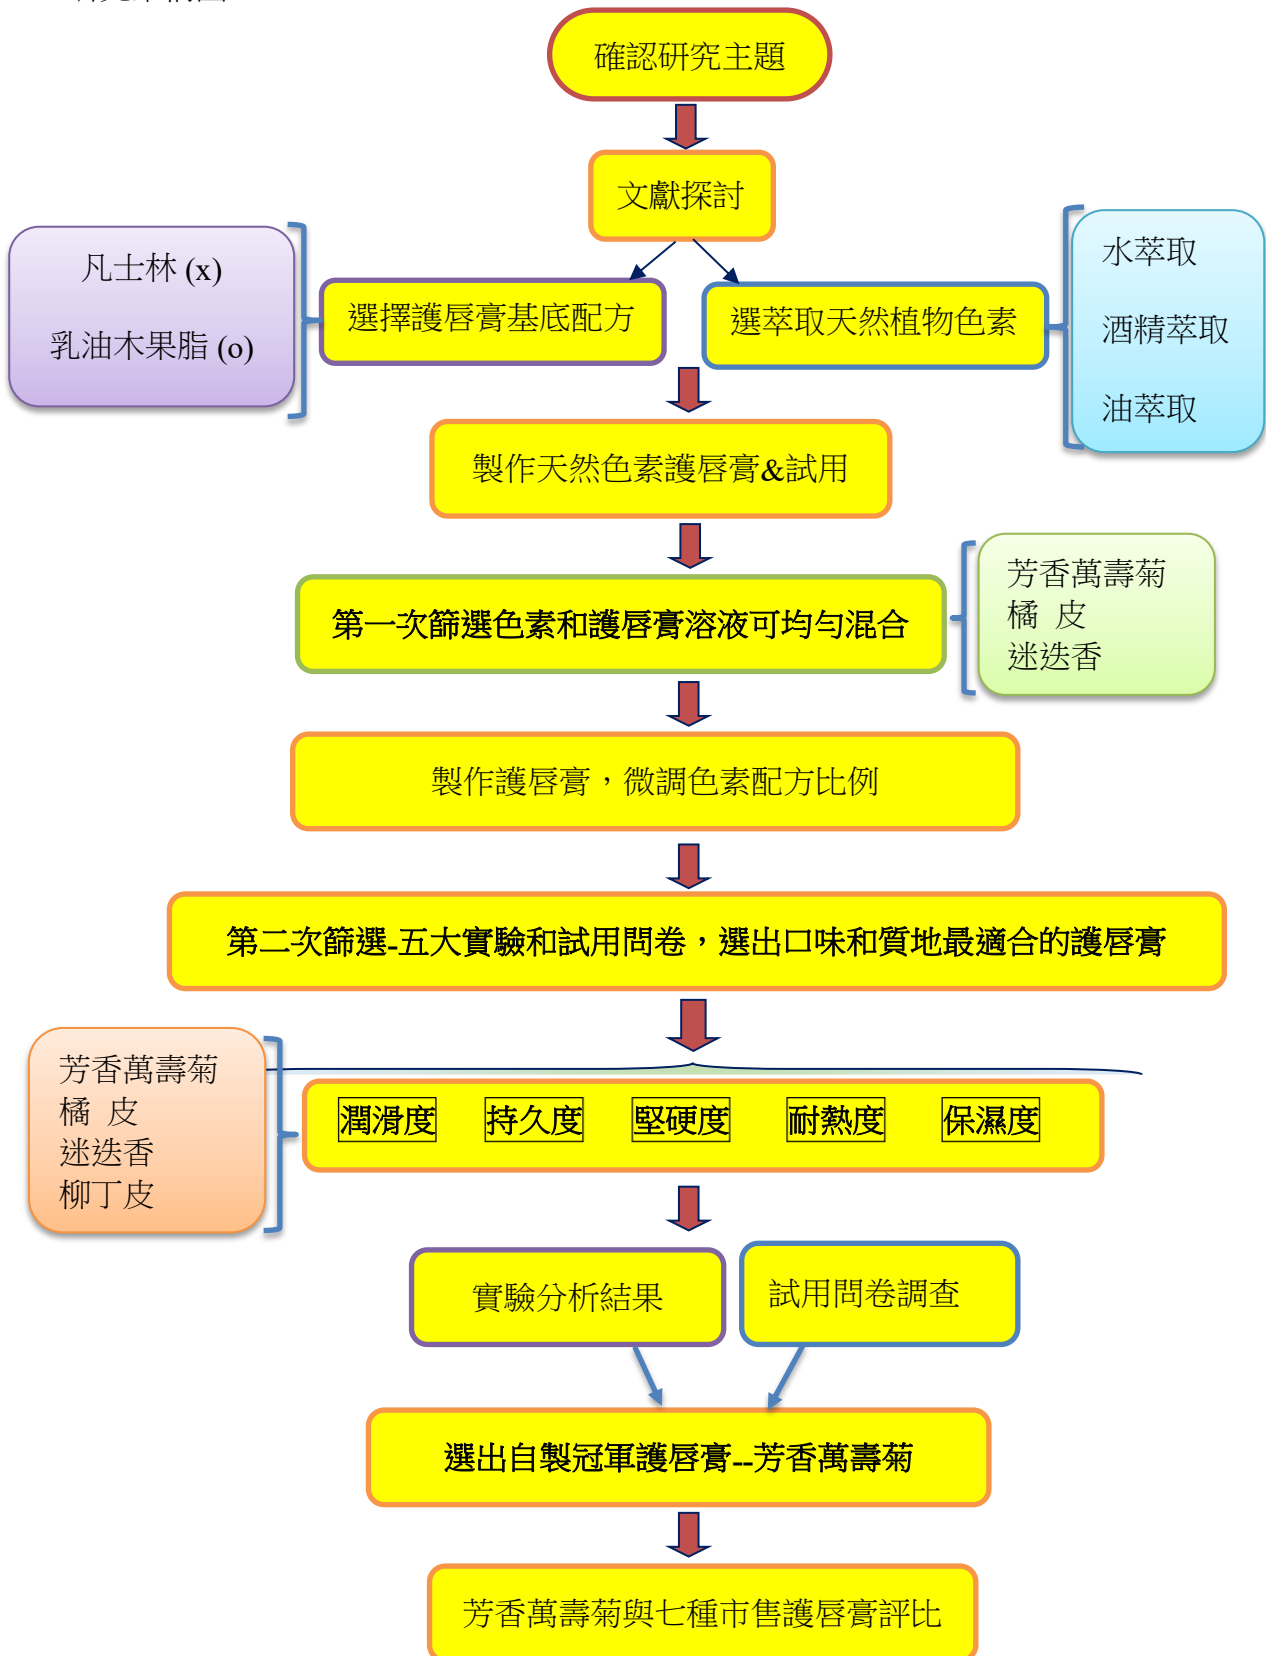 確認研究主題
文獻探討
凡士林 (x)
乳油木果脂 (o)
選擇護唇膏基底配方
選萃取天然植物色素
水萃取
酒精萃取
油萃取
製作天然色素護唇膏&試用
第一次篩選色素和護唇膏溶液可均勻混合
芳香萬壽菊
橘 皮
迷迭香
製作護唇膏，微調色素配方比例
第二次篩選-五大實驗和試用問卷，選出口味和質地最適合的護唇膏
芳香萬壽菊
橘 皮
迷迭香
柳丁皮
潤滑度 持久度 堅硬度 耐熱度 保濕度
實驗分析結果
試用問卷調查
選出自製冠軍護唇膏--芳香萬壽菊
芳香萬壽菊與七種市售護唇膏評比